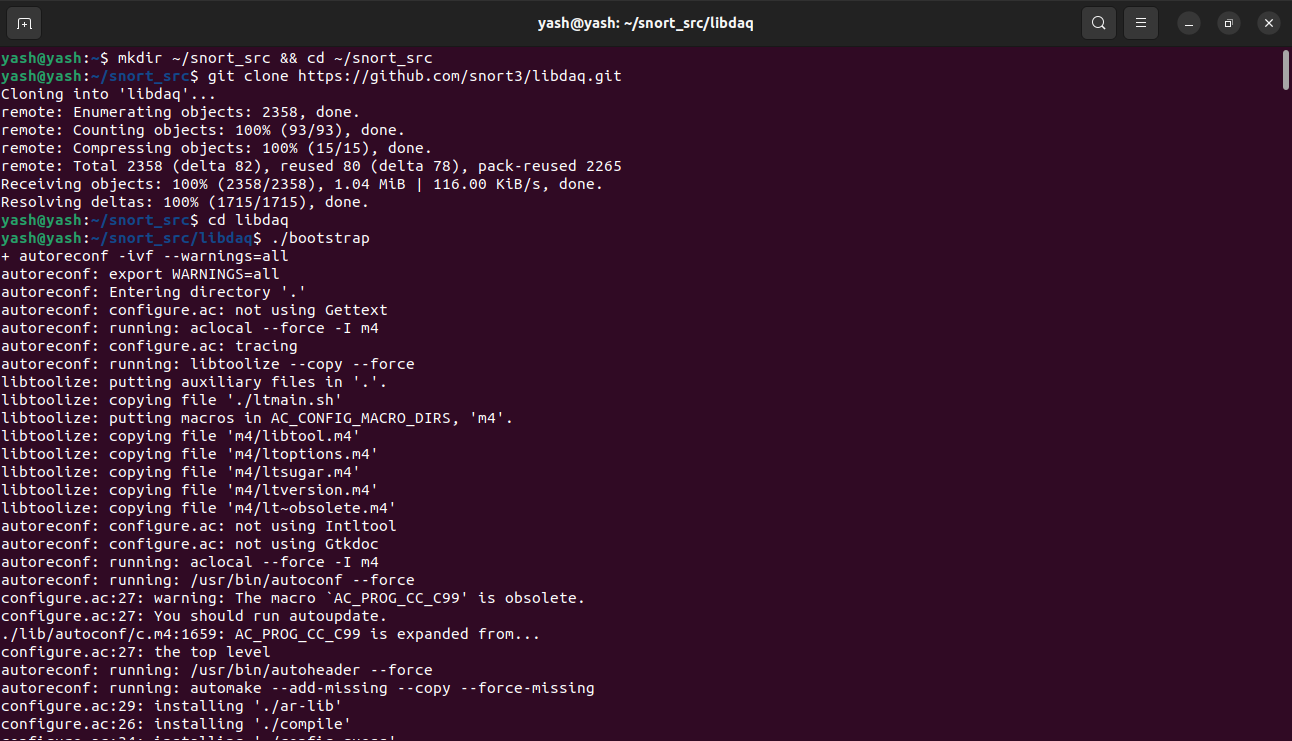 yash@yash: ~/snort_src/libdaq
yash@yash:~$ mkdir ~/snort_src && cd ~/snort_src
yash@yash:~/snort_src$ git clone https://github.com/snort3/libdaq.git
Cloning into 'libdaq'...
remote: Enumerating objects: 2358, done.
remote: Counting objects: 100% (93/93), done.
remote: Compressing objects: 100% (15/15), done.
remote: Total 2358 (delta 82), reused 80 (delta 78), pack-reused 2265
Receiving objects: 100% (2358/2358), 1.04 MiB | 116.00 KiB/s, done.
Resolving deltas: 100% (1715/1715), done.
yash@yash:~/snort_src$ cd libdaq
yash@yash:~/snort_src/libdaq$ ./bootstrap
+ autoreconf -ivf --warnings=all
autoreconf: export WARNINGS=all
autoreconf: Entering directory '.'
autoreconf: configure.ac: not using Gettext
autoreconf: running: aclocal --force -I m4
autoreconf: configure.ac: tracing
autoreconf: running: libtoolize --copy --force
libtoolize: putting auxiliary files in '.'.
libtoolize: copying file './ltmain.sh'
libtoolize: putting macros in AC_CONFIG_MACRO_DIRS, 'm4'.
libtoolize: copying file 'm4/libtool.m4'
libtoolize: copying file 'm4/ltoptions.m4'
libtoolize: copying file 'm4/ltsugar.m4'
libtoolize: copying file 'm4/ltversion.m4'
libtoolize: copying file 'm4/lt~obsolete.m4'
autoreconf: configure.ac: not using Intltool
autoreconf: configure.ac: not using Gtkdoc
autoreconf: running: aclocal --force -I m4
autoreconf: running: /usr/bin/autoconf --force
configure.ac:27: warning: The macro `AC_PROG_CC_C99' is obsolete.
configure.ac:27: You should run autoupdate.
./lib/autoconf/c.m4:1659: AC_PROG_CC_C99 is expanded from...
configure.ac:27: the top level
autoreconf: running: /usr/bin/autoheader --force
autoreconf: running: automake --add-missing --copy --force-missing
configure.ac:29: installing './ar-lib'
configure.ac:26: installing './compile'